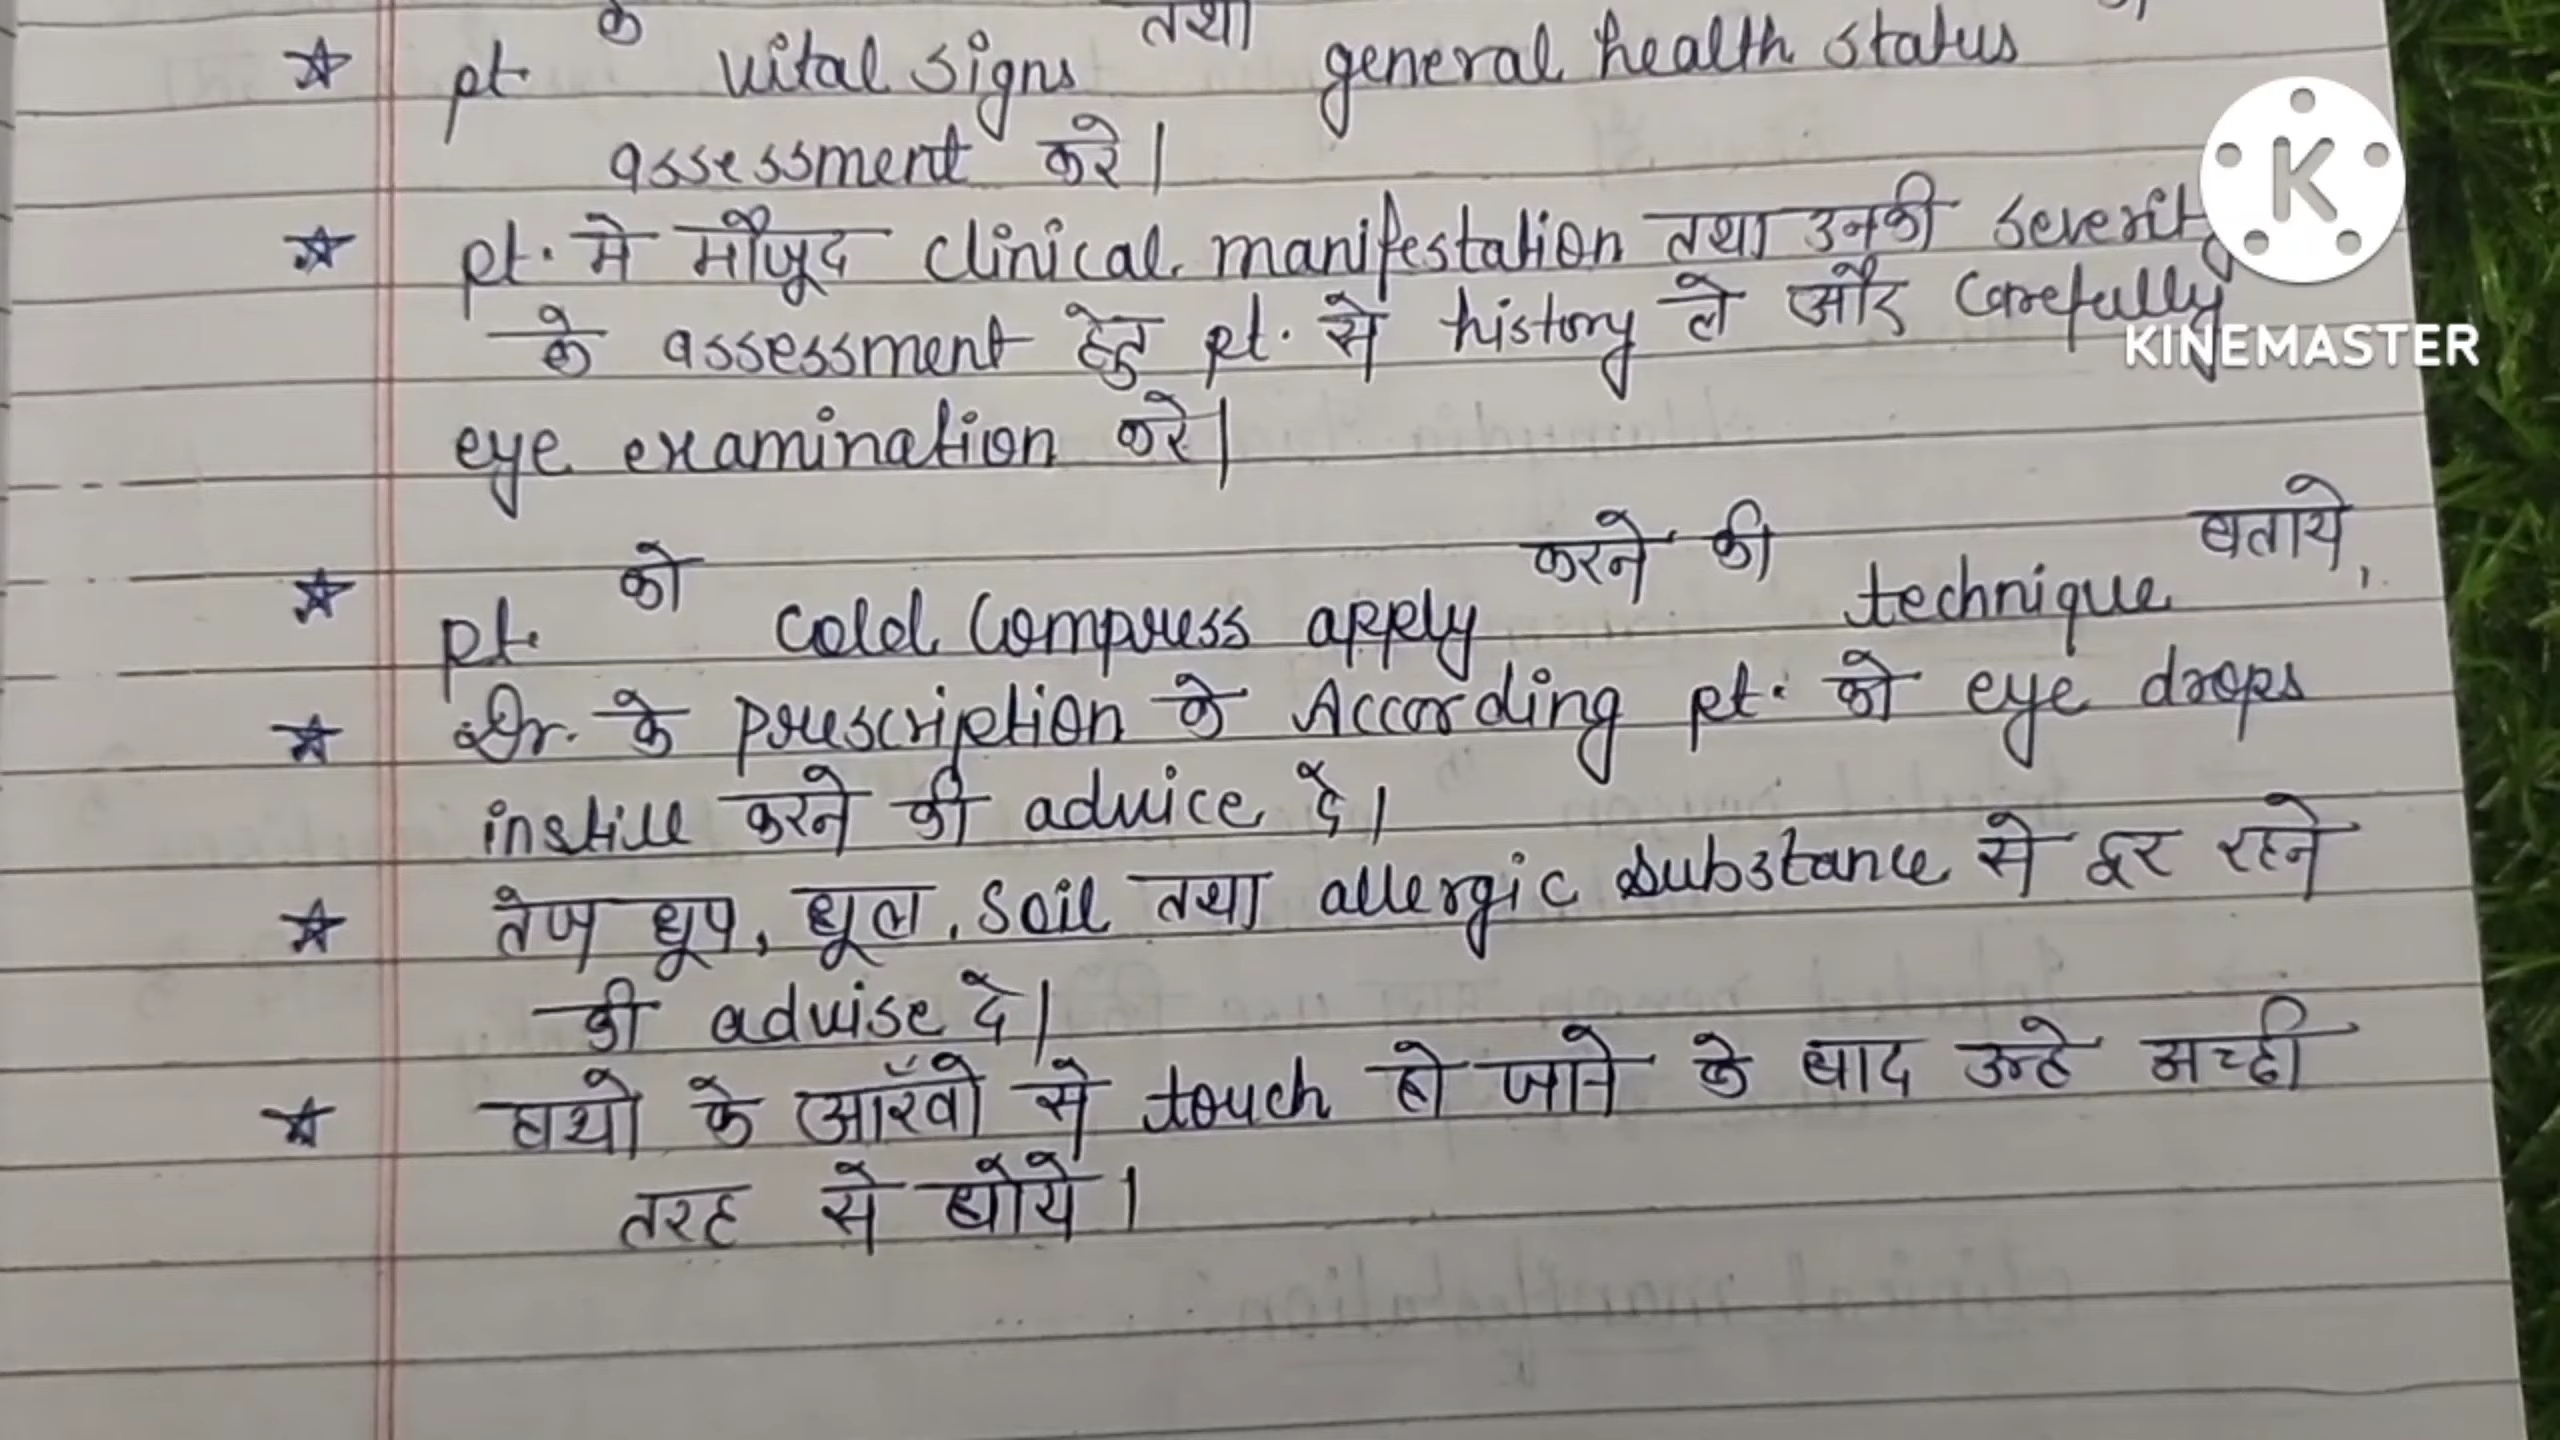 ★ pt के vital signs तथा general health status
assessment करे।
★ pt. मे मौजूद clinical manifestation तथा उनकी severity
के assessment हेतु pt. से history ले और carefully
eye examination करे।
★ pt. को cold compress apply करने की technique बताये,
★ Dr. के prescription के According pt. को eye drops
instill करने की advice दे।
★ तेज धूप, धूल, soil तथा allergic substance से दूर रहने
की advise दे।
★ हाथो के आँखो से touch हो जाने के बाद उन्हे अच्छी
तरह से धोये।
K
KINEMASTER